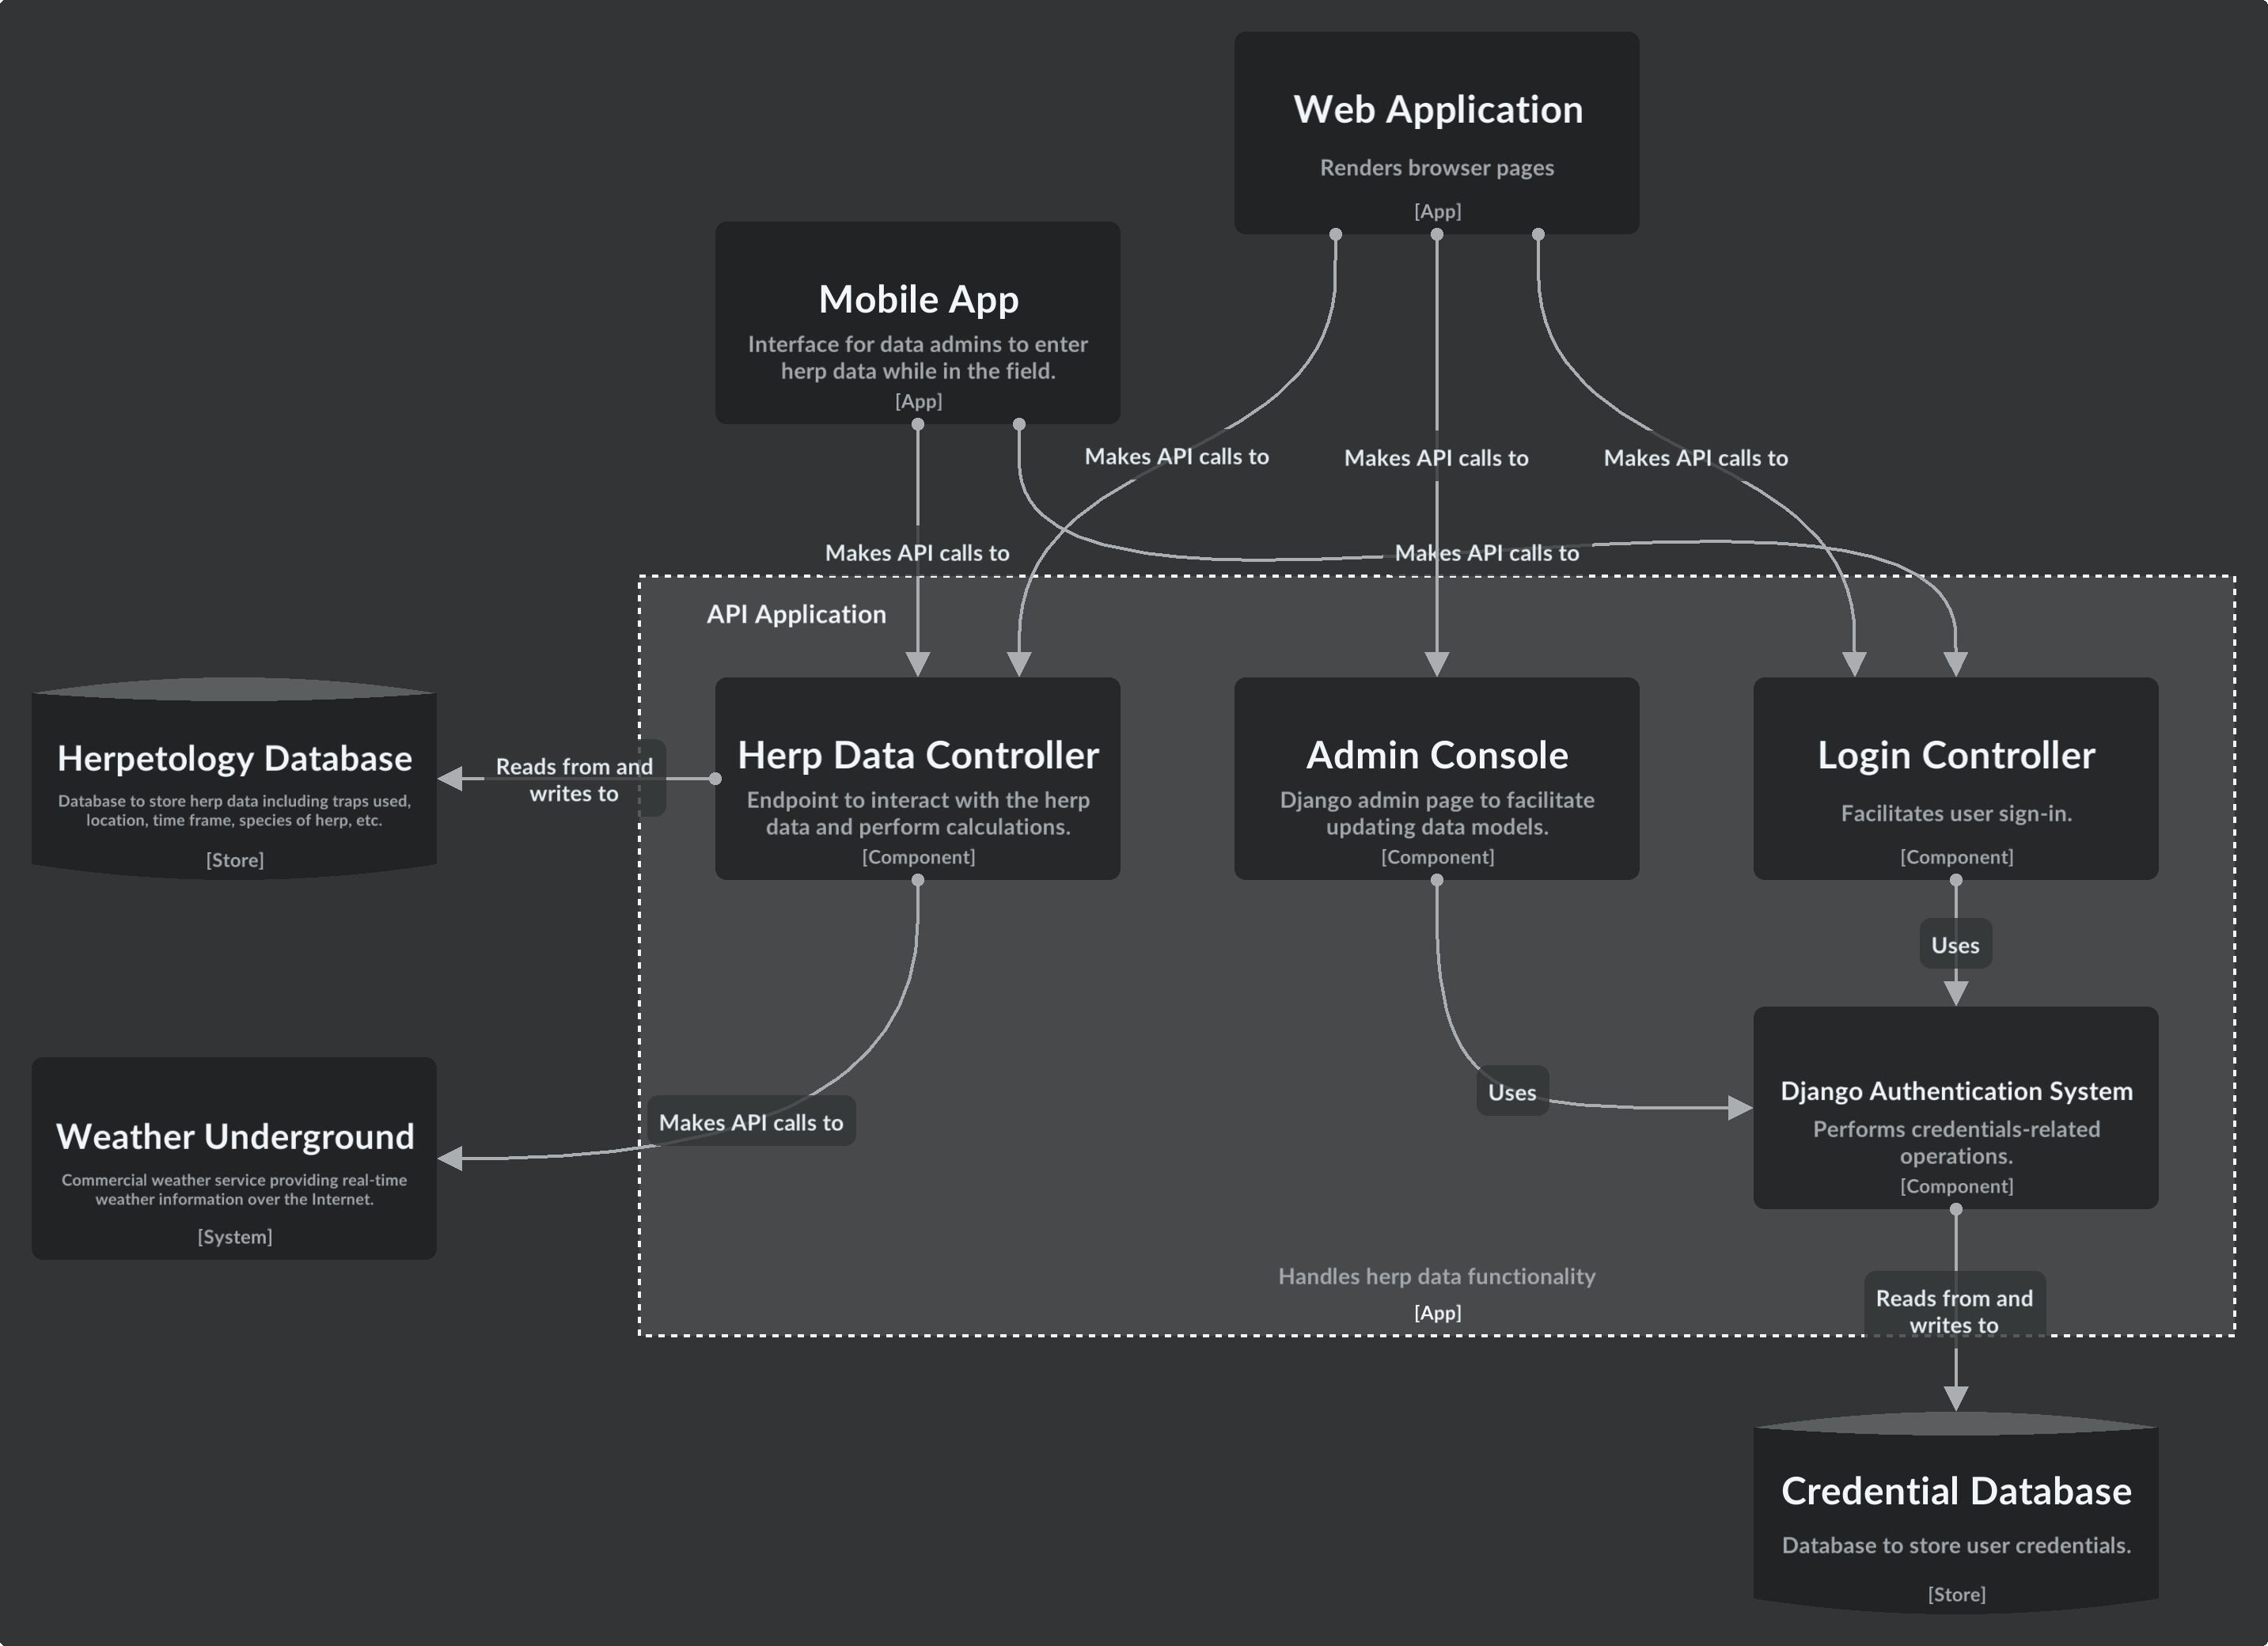 Web Application
Renders browser pages
[App]
Mobile App
Interface for data admins to enter
herp data while in the field.
[App]
Makes API calls to
Makes API calls to
Makes API calls to
Makes API calls to
Makes API calls to
API Application
Herpetology Database
Database to store herp data including traps used,
location, time frame, species of herp, etc.
[Store]
Reads from and
writes to
Herp Data Controller
Endpoint to interact with the herp
data and perform calculations.
[Component]
Admin Console
Django admin page to facilitate
updating data models.
[Component]
Login Controller
Facilitates user sign-in.
[Component]
Uses
Weather Underground
Commercial weather service providing real-time
weather information over the Internet.
[System]
Makes API calls to
Uses
Django Authentication System
Performs credentials-related
operations.
[Component]
Handles herp data functionality
[App]
Reads from and
writes to
Credential Database
Database to store user credentials.
[Store]